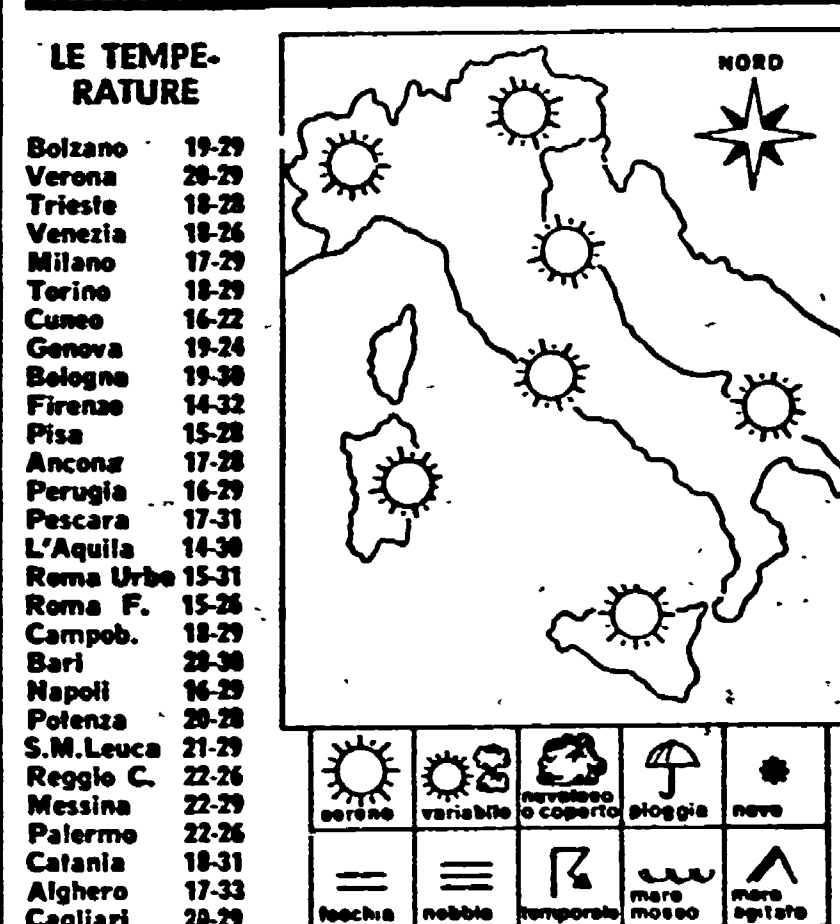 LE TEMPE-
RATURE
Bolzano 19-29
Verona 20-29
Trieste 18-28
Venezia 18-26
Milano 17-29
Torino 18-29
Cuneo 16-22
Genova 19-24
Bologna 19-30
Firenze 14-32
Pisa 15-28
Ancona 17-28
Perugia 16-29
Pescara 17-31
L'Aquila 14-30
Roma Urbe 15-31
Roma F. 15-26
Campob. 18-29
Bari
Napoli 16-29
Potenza 20-28
S.M.Leuca 21-29
Reggio C. 22-26
Messina 22-29
Palermo 22-26
Catania 18-31
Alghero 17-33
Cagliari 20-29
NORD
sereno
variabile
nuvoloso
o coperto
pioggia
neve
foschia
nebbia
temporale
mare
mosso
mare
agitato